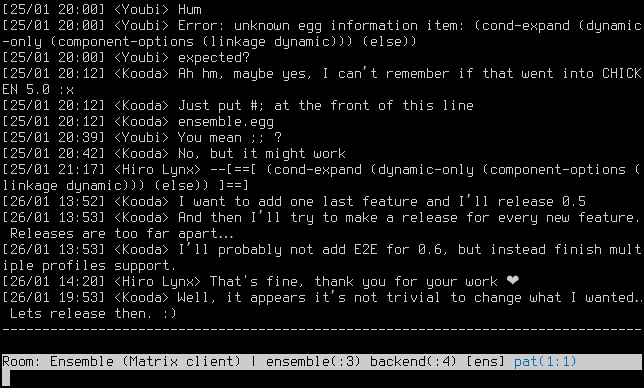 [25/01 20:00] <Youbi> Hum
[25/01 20:00] <Youbi> Error: unknown egg information item: (cond-expand (dynamic
-only (component-options (linkage dynamic))) (else))
[25/01 20:00] <Youbi> expected?
[25/01 20:12] <Kooda> Ah hm, maybe yes, I can't remember if that went into CHICK
EN 5.0 :x
[25/01 20:12] <Kooda> Just put #; at the front of this line
[25/01 20:12] <Kooda> ensemble.egg
[25/01 20:39] <Youbi> You mean ;; ?
[25/01 20:42] <Kooda> No, but it might work
[25/01 21:17] <Hiro Lynx> --[==[ (cond-expand (dynamic-only (component-options (
linkage dynamic))) (else)) ]==]
[26/01 13:52] <Kooda> I want to add one last feature and I'll release 0.5
[26/01 13:53] <Kooda> And then I'll try to make a release for every new feature.
 Releases are too far apart…
[26/01 13:53] <Kooda> I'll probably not add E2E for 0.6, but instead finish mult
iple profiles support.
[26/01 14:20] <Hiro Lynx> That's fine, thank you for your work ❤
[26/01 19:53] <Kooda> Well, it appears it's not trivial to change what I wanted…
 Lets release then. :)
--------------------------------------------------------------------------------
Room: Ensemble (Matrix client) | ensemble(:3) backend(:4) [ens] pat(1:1)